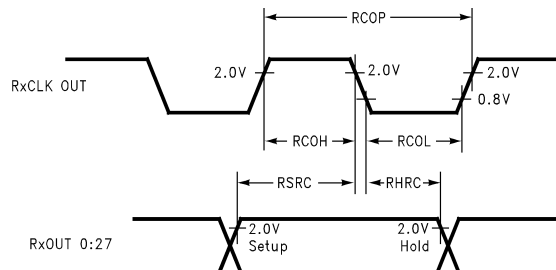 RCOP
RxCLK OUT
2.0V
2.0V
2.0V
0.8V
RCOH
RCOL
RSRC
RHRC
RxOUT 0:27
2.0V
Setup
2.0V
Hold